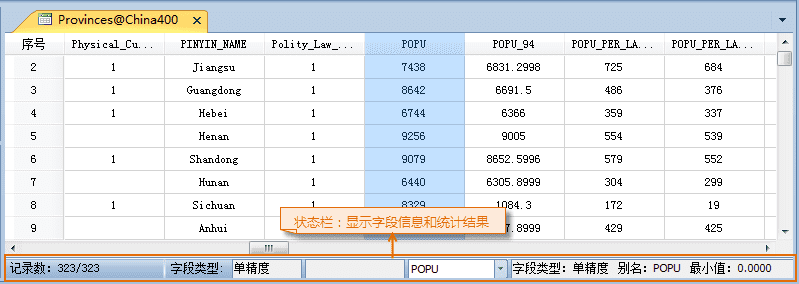 Provinces@China400
序号 Physical_Cu... PINYIN_NAME Polity_Law_... POPU POPU_94 POPU_PER_LA... POPU_PER_LA...
2 1 Jiangsu 1 7438 6831.2998 725 684
3 1 Guangdong 1 8642 6691.5 486 376
4 1 Hebei 1 6744 6366 359 337
5 Henan 1 9256 9005 554 539
6 1 Shandong 1 9079 8652.5996 579 552
7 Hunan 1 6440 6305.8999 304 299
8 1 Sichuan 1 8329 1084.3 172 19
9 Anhui 7.8999 429 425
状态栏：显示字段信息和统计结果
记录数：323/323 字段类型: 单精度 POPU 字段类型：单精度 别名：POPU 最小值：0.0000